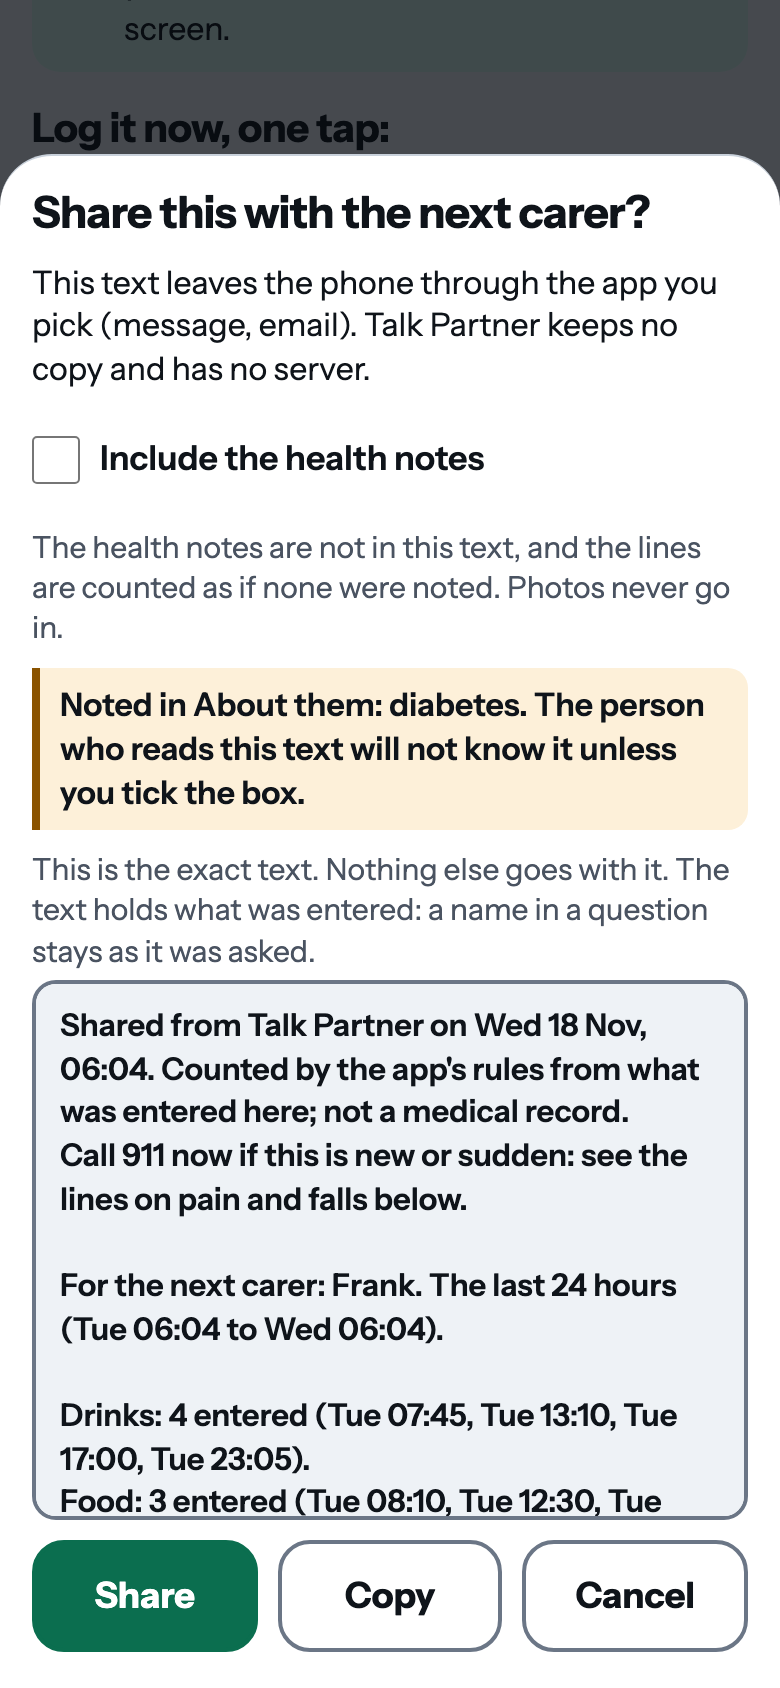 screen.
Log it now, one tap:
Share this with the next carer?
This text leaves the phone through the app you
pick (message, email). Talk Partner keeps no
copy and has no server.
Include the health notes
The health notes are not in this text, and the lines
are counted as if none were noted. Photos never go
in.
Noted in About them: diabetes. The person
who reads this text will not know it unless
you tick the box.
This is the exact text. Nothing else goes with it. The
text holds what was entered: a name in a question
stays as it was asked.
Shared from Talk Partner on Wed 18 Nov,
06:04. Counted by the app's rules from what
was entered here; not a medical record.
Call 911 now if this is new or sudden: see the
lines on pain and falls below.
For the next carer: Frank. The last 24 hours
(Tue 06:04 to Wed 06:04).
Drinks: 4 entered (Tue 07:45, Tue 13:10, Tue
17:00, Tue 23:05).
Food: 3 entered (Tue 08:10, Tue 12:30, Tue
Share
Copy
Cancel